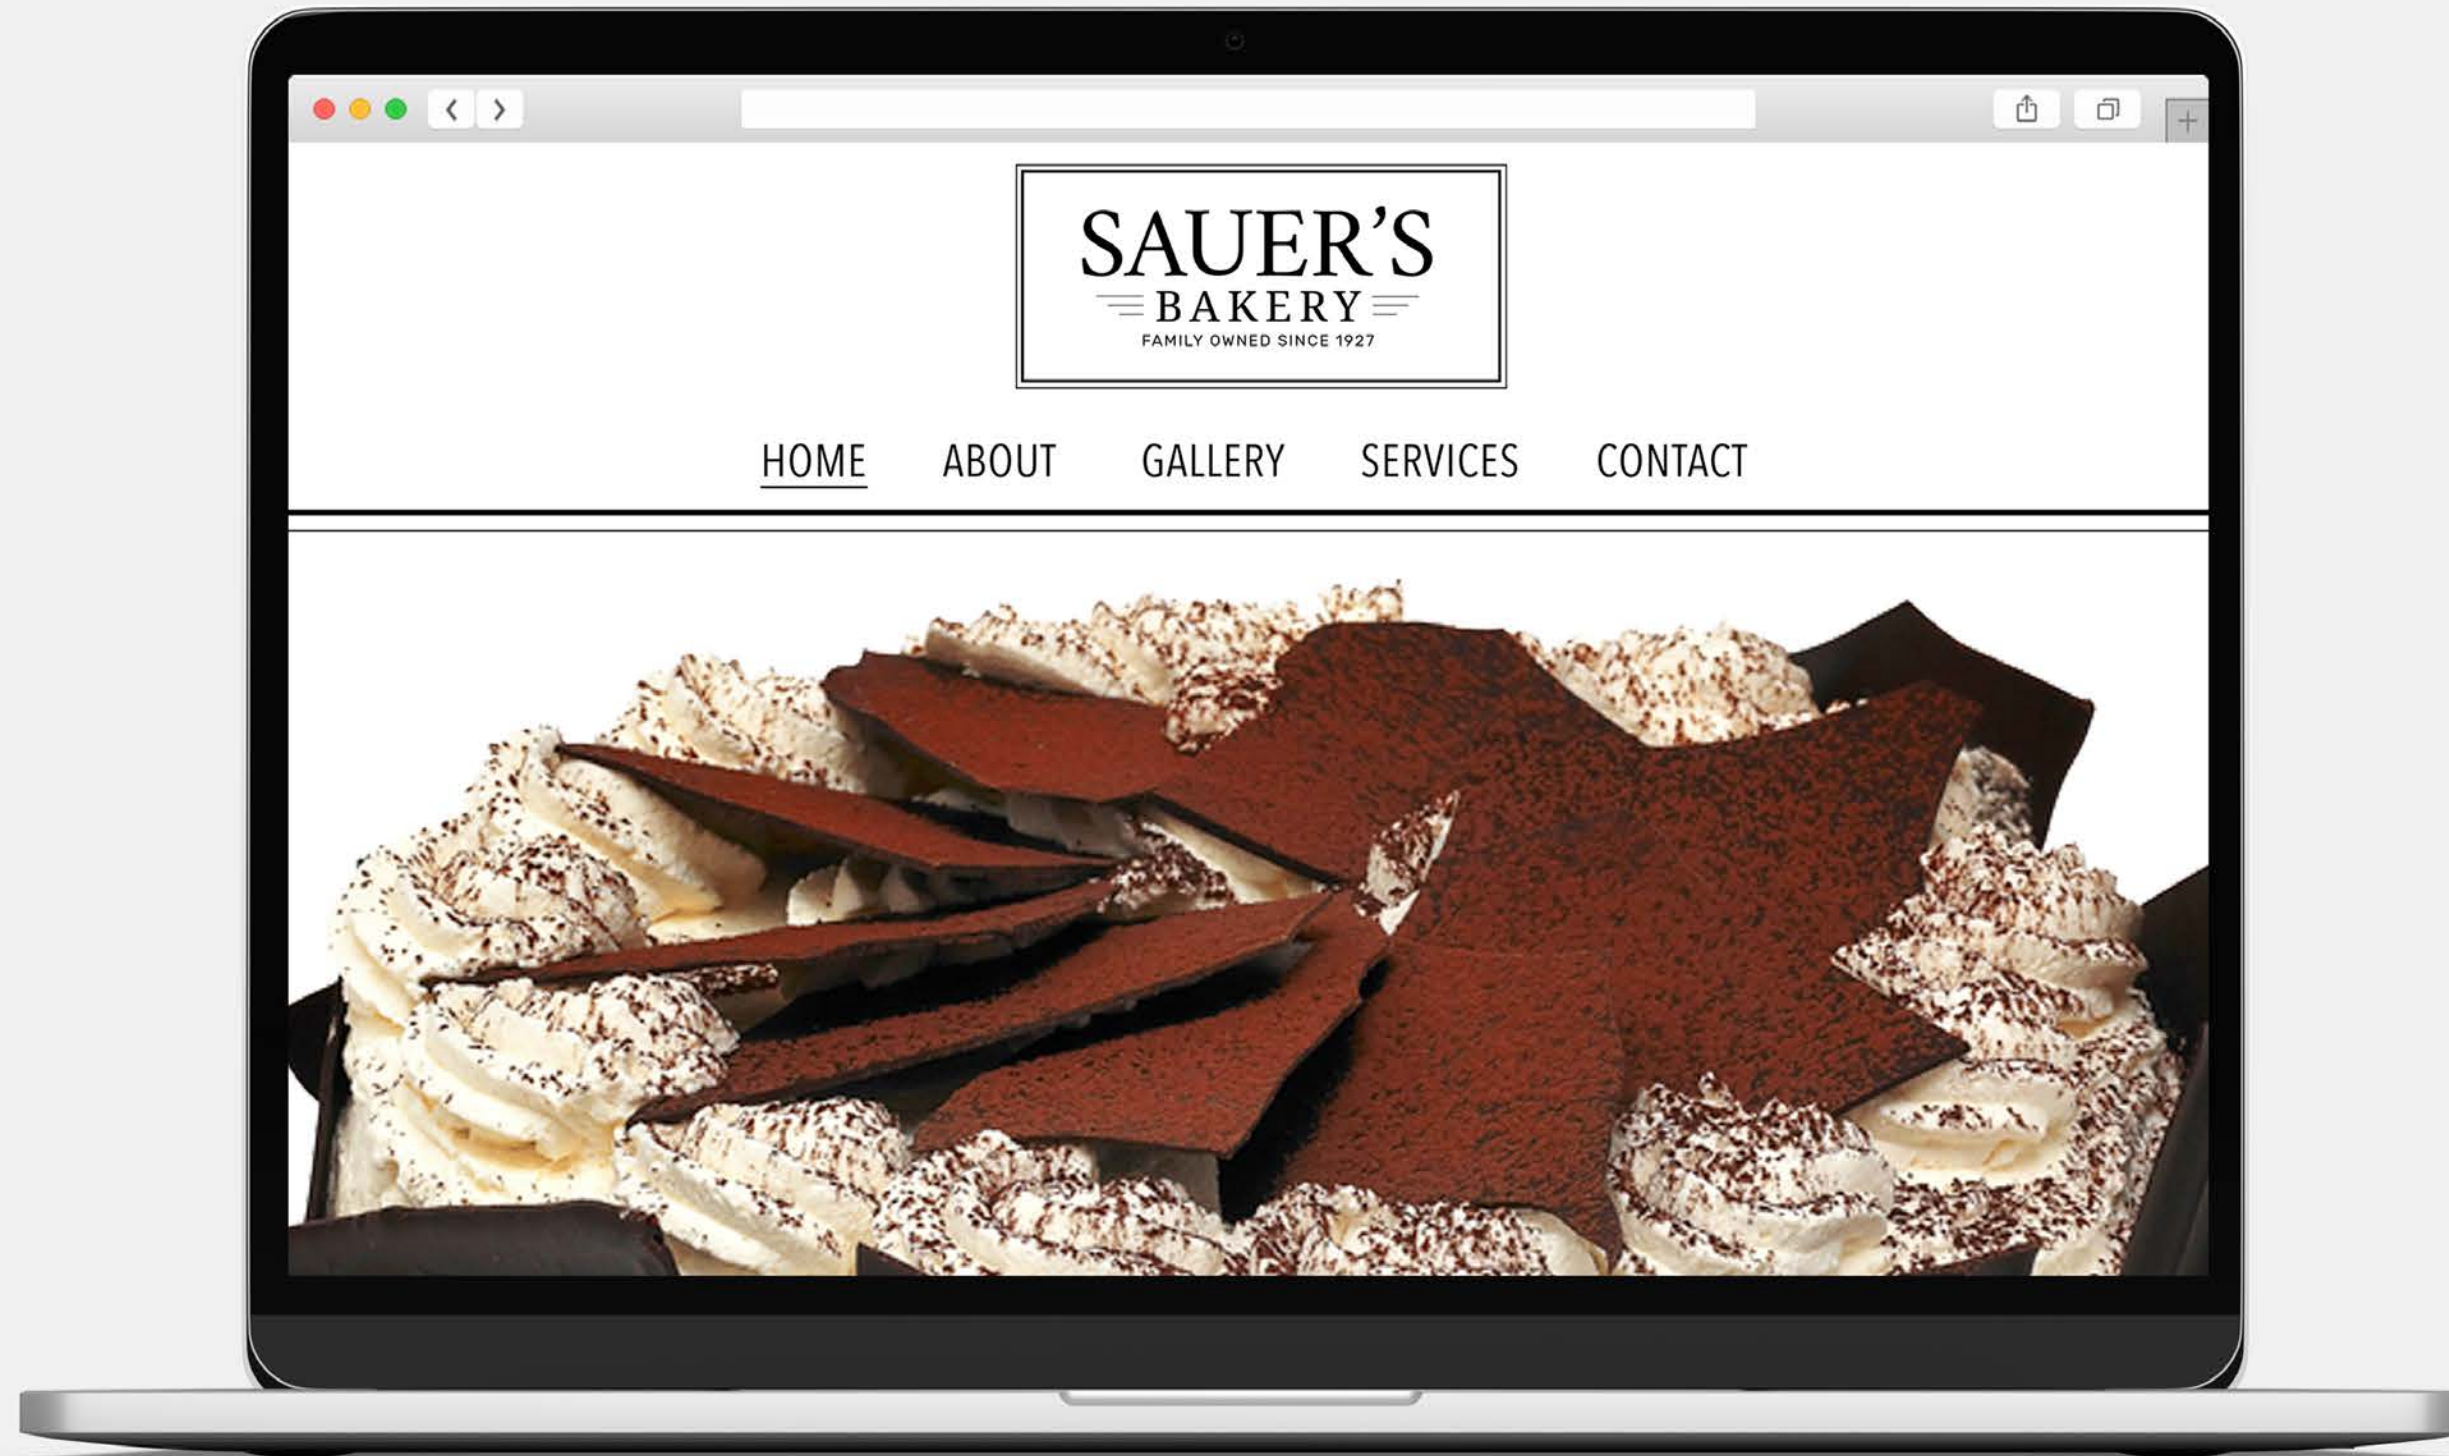 SAUER’S
BAKERY
FAMILY OWNED SINCE 1927
HOME ABOUT GALLERY SERVICES CONTACT